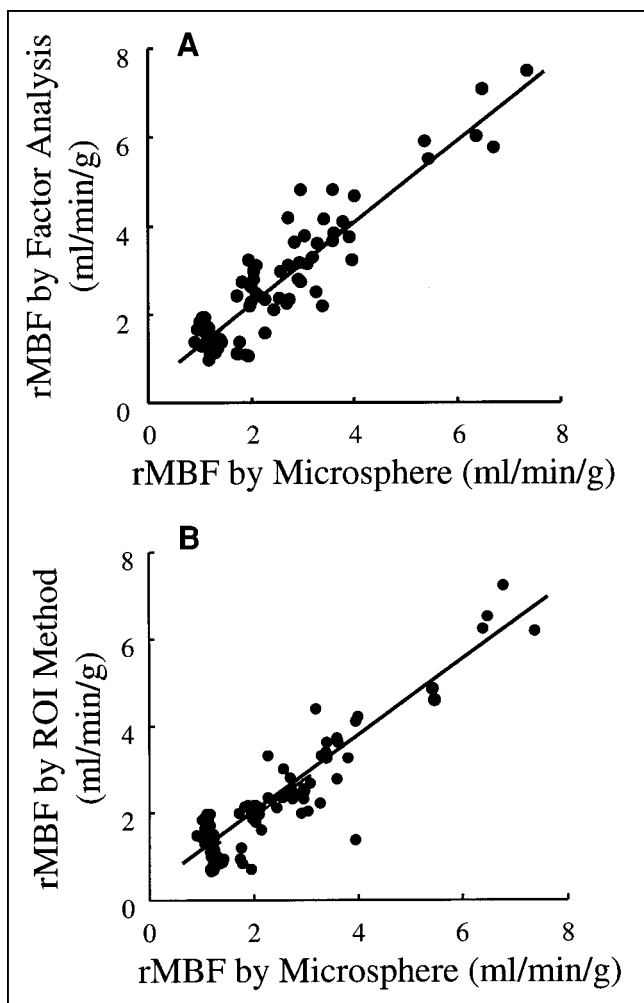 A
8
6
4
2
0
rMBF by Factor Analysis
(ml/min/g)
0 2 4 6 8
rMBF by Microsphere (ml/min/g)
B
8
6
4
2
0
rMBF by ROI Method
(ml/min/g)
0 2 4 6 8
rMBF by Microsphere (ml/min/g)